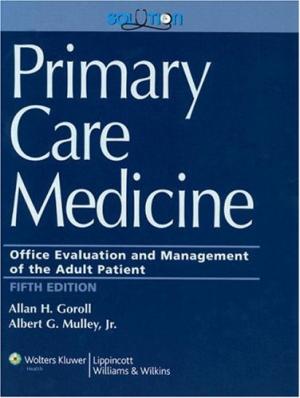 SOLUTION
Primary
Care
Medicine
Office Evaluation and Management
of the Adult Patient
FIFTH EDITION
Allan H. Goroll
Albert G. Mulley, Jr.
Wolters Kluwer
Health
Lippincott
Williams & Wilkins